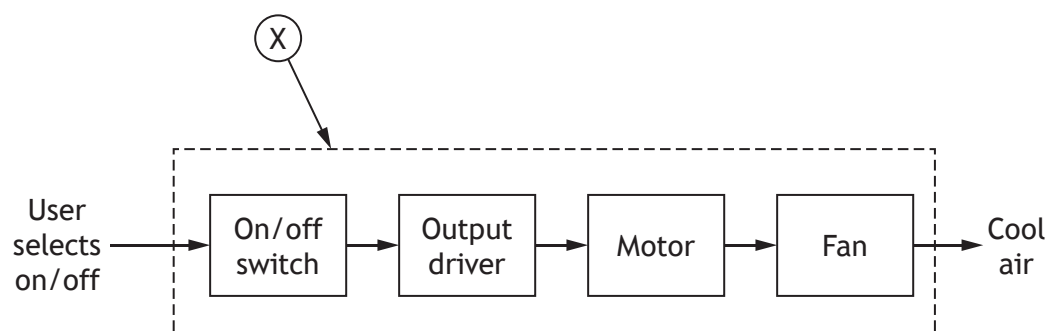 X
User
selects
on/off
On/off
switch
Output
driver
Motor
Fan
Cool
air